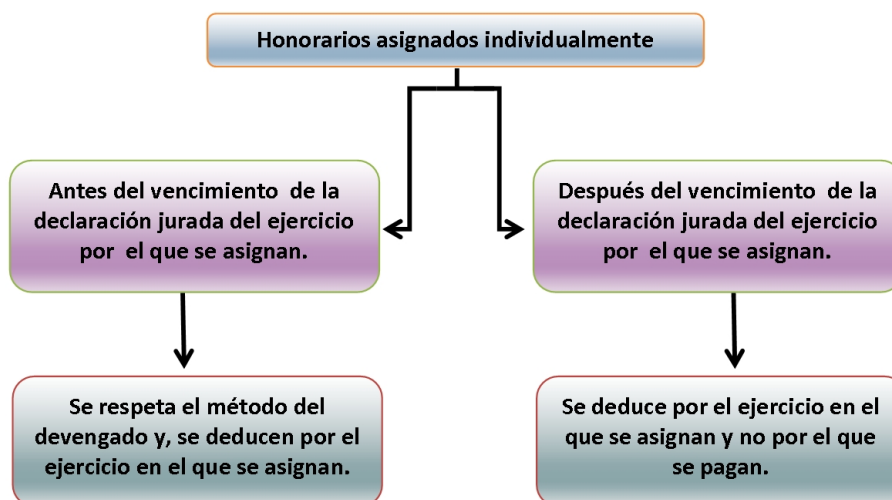 Honorarios asignados individualmente
Antes del vencimiento de la
declaración jurada del ejercicio
por el que se asignan.
Después del vencimiento de la
declaración jurada del ejercicio
por el que se asignan.
Se respeta el método del
devengado y, se deducen por el
ejercicio en el que se asignan.
Se deduce por el ejercicio en el
que se asignan y no por el que
se pagan.